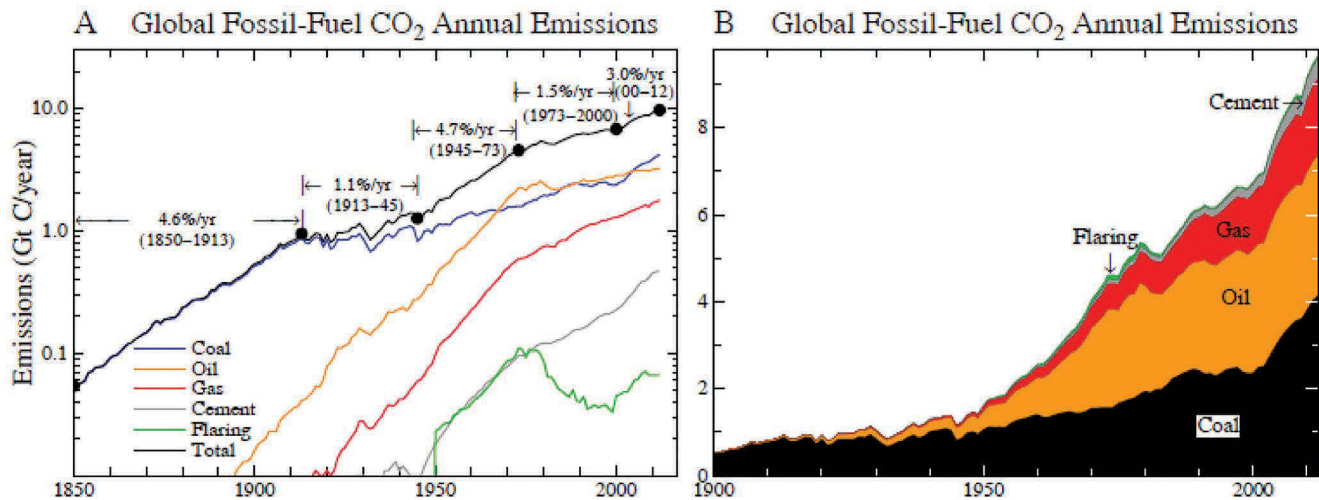 A Global Fossil-Fuel CO₂ Annual Emissions
Emissions (Gt C/year)
10.0
1.0
0.1
1850
1900
1950
2000
4.6%/yr
(1850–1913)
1.1%/yr
(1913–45)
4.7%/yr
(1945–73)
1.5%/yr
(1973–2000)
3.0%/yr
(00–12)
Coal
Oil
Gas
Cement
Flaring
Total
B Global Fossil-Fuel CO₂ Annual Emissions
8
6
4
2
0
1900
1950
2000
Cement
Flaring
Gas
Oil
Coal